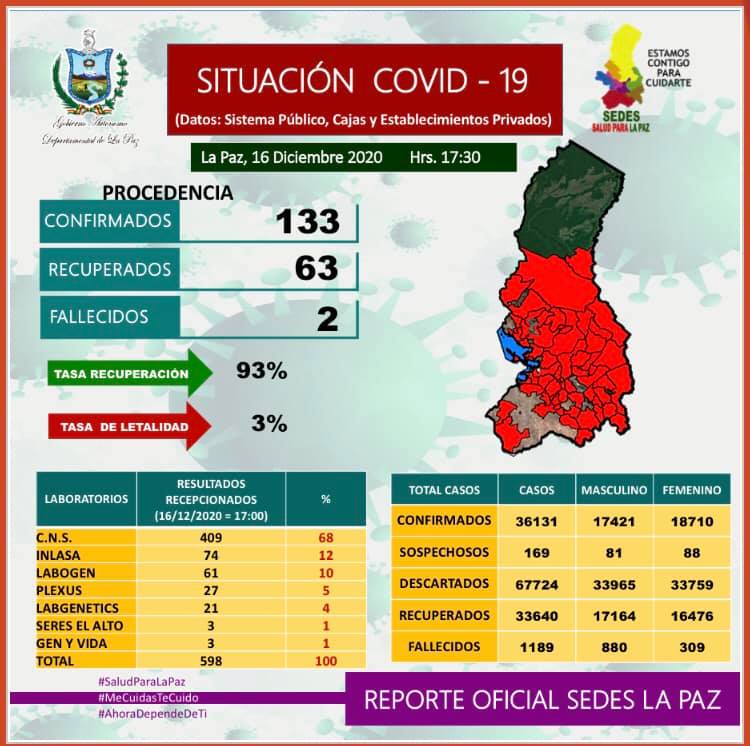 Gobierno Autónomo
Departamental de La Paz
SITUACIÓN COVID - 19
(Datos: Sistema Público, Cajas y Establecimientos Privados)
ESTAMOS
CONTIGO
PARA
CUIDARTE
SEDES
SALUD PARA LA PAZ
La Paz, 16 Diciembre 2020 Hrs. 17:30
PROCEDENCIA
CONFIRMADOS 133
RECUPERADOS 63
FALLECIDOS 2
TASA RECUPERACIÓN 93%
TASA DE LETALIDAD 3%
LABORATORIOS RESULTADOS RECEPCIONADOS (16/12/2020 = 17:00) %
C.N.S. 409 68
INLASA 74 12
LABOGEN 61 10
PLEXUS 27 5
LABGENETICS 21 4
SERES EL ALTO 3 1
GEN Y VIDA 3 1
TOTAL 598 100
TOTAL CASOS CASOS MASCULINO FEMENINO
CONFIRMADOS 36131 17421 18710
SOSPECHOSOS 169 81 88
DESCARTADOS 67724 33965 33759
RECUPERADOS 33640 17164 16476
FALLECIDOS 1189 880 309
#SaludParaLaPaz
#MeCuidasTeCuido
#AhoraDependeDeTi
REPORTE OFICIAL SEDES LA PAZ